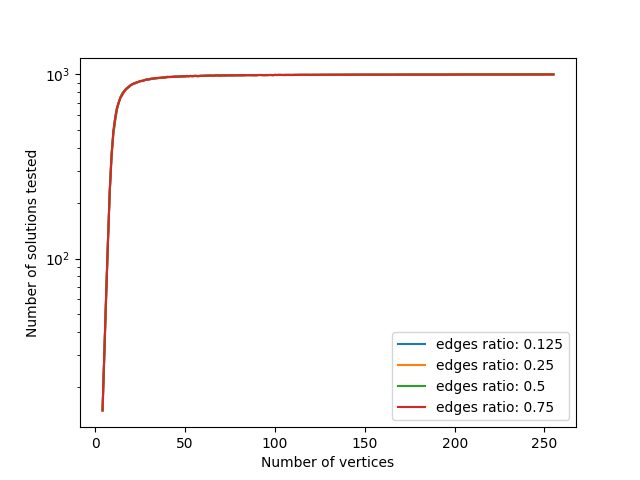 10³
10²
Number of solutions tested
edges ratio: 0.125
edges ratio: 0.25
edges ratio: 0.5
edges ratio: 0.75
0 50 100 150 200 250
Number of vertices